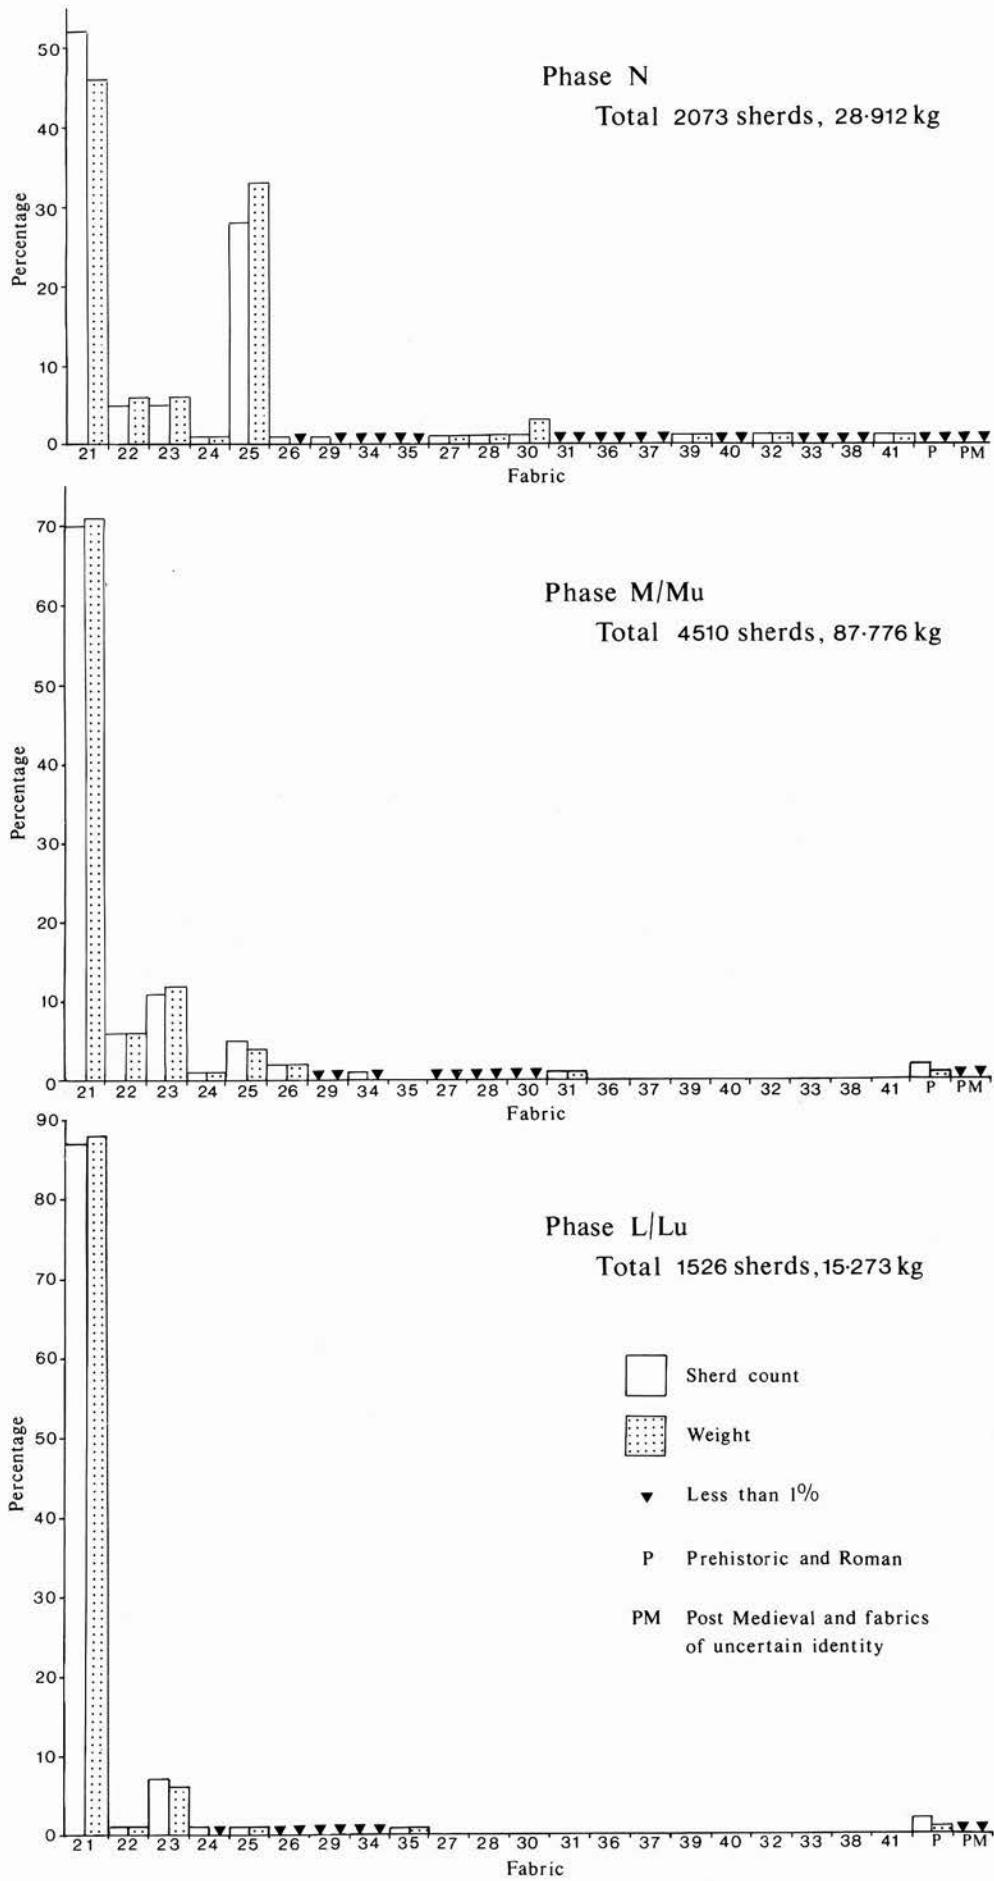 Phase N
Total 2073 sherds, 28·912 kg
50
40
30
20
10
0
Percentage
21 22 23 24 25 26 29 34 35 27 28 30 31 36 37 39 40 32 33 38 41 P PM
Fabric
Phase M/Mu
Total 4510 sherds, 87·776 kg
70
60
50
40
30
20
10
0
Percentage
21 22 23 24 25 26 29 34 35 27 28 30 31 36 37 39 40 32 33 38 41 P PM
Fabric
Phase L/Lu
Total 1526 sherds, 15·273 kg
90
80
70
60
50
40
30
20
10
0
Percentage
Sherd count
Weight
▼ Less than 1%
P Prehistoric and Roman
PM Post Medieval and fabrics
of uncertain identity
21 22 23 24 25 26 29 34 35 27 28 30 31 36 37 39 40 32 33 38 41 P PM
Fabric